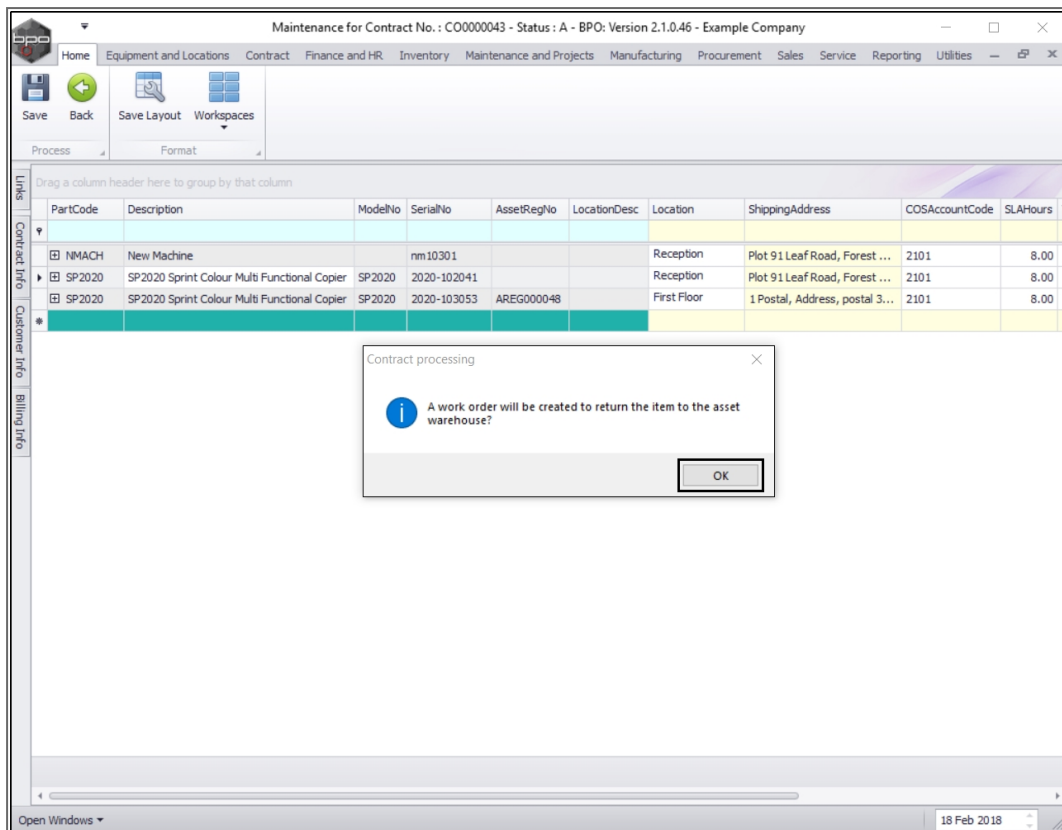 bpo
Maintenance for Contract No. : CO0000043 - Status : A - BPO: Version 2.1.0.46 - Example Company
Home Equipment and Locations Contract Finance and HR Inventory Maintenance and Projects Manufacturing Procurement Sales Service Reporting Utilities
Save Back Save Layout Workspaces
Process Format
Links
Contract Info
Customer Info
Billing Info
Drag a column header here to group by that column
PartCode Description ModelNo SerialNo AssetRegNo LocationDesc Location ShippingAddress COSAccountCode SLAHours
NMACH New Machine nm10301 Reception Plot 91 Leaf Road, Forest ... 2101 8.00
SP2020 SP2020 Sprint Colour Multi Functional Copier SP2020 2020-102041 Reception Plot 91 Leaf Road, Forest ... 2101 8.00
SP2020 SP2020 Sprint Colour Multi Functional Copier SP2020 2020-103053 AREG000048 First Floor 1 Postal, Address, postal 3... 2101 8.00
Contract processing
A work order will be created to return the item to the asset
warehouse?
OK
Open Windows 18 Feb 2018